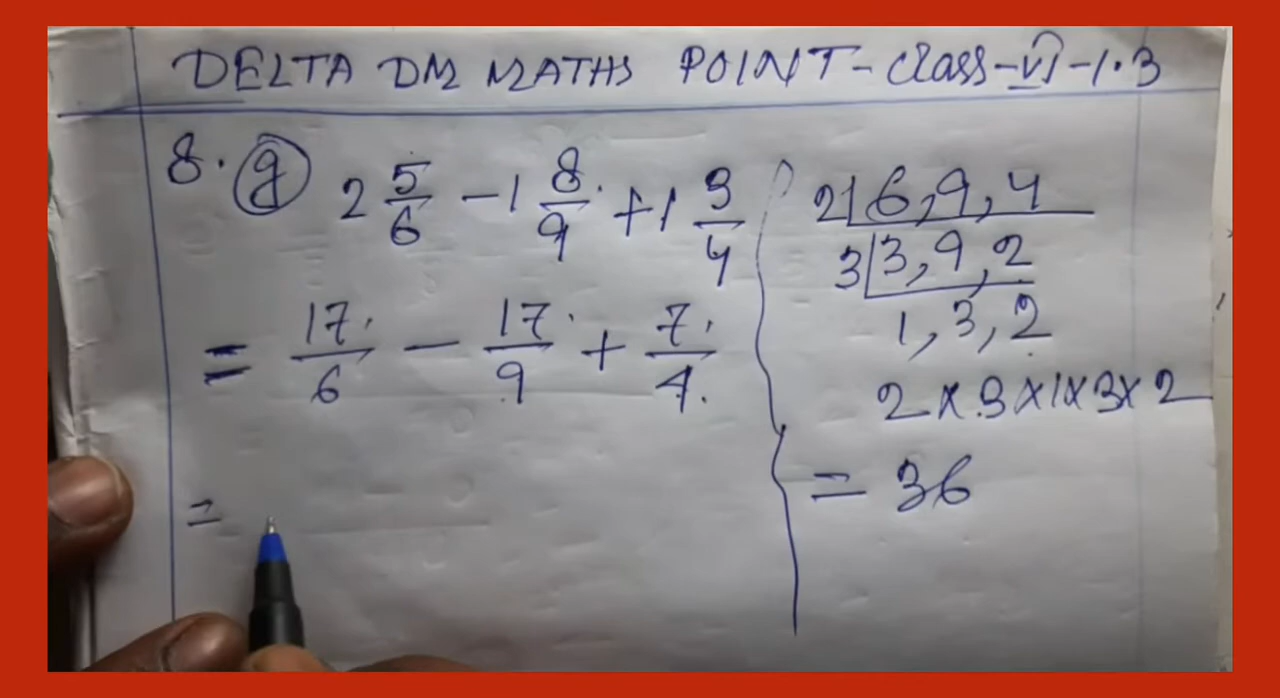 DELTA DM MATHS POINT - Class - VI - 1.3
8. (g) 2 5/6 - 1 8/9 + 1 3/4
= 17/6 - 17/9 + 7/4
=
2 | 6, 9, 4
3 | 3, 9, 2
1, 3, 2
2 × 3 × 1 × 3 × 2
= 36